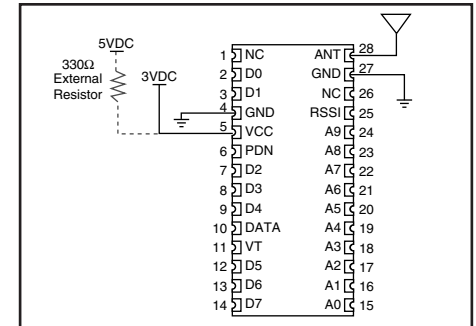 5VDC
330Ω
External
Resistor
3VDC
1 NC
2 D0
3 D1
4 GND
5 VCC
6 PDN
7 D2
8 D3
9 D4
10 DATA
11 VT
12 D5
13 D6
14 D7
ANT 28
GND 27
NC 26
RSSI 25
A9 24
A8 23
A7 22
A6 21
A5 20
A4 19
A3 18
A2 17
A1 16
A0 15